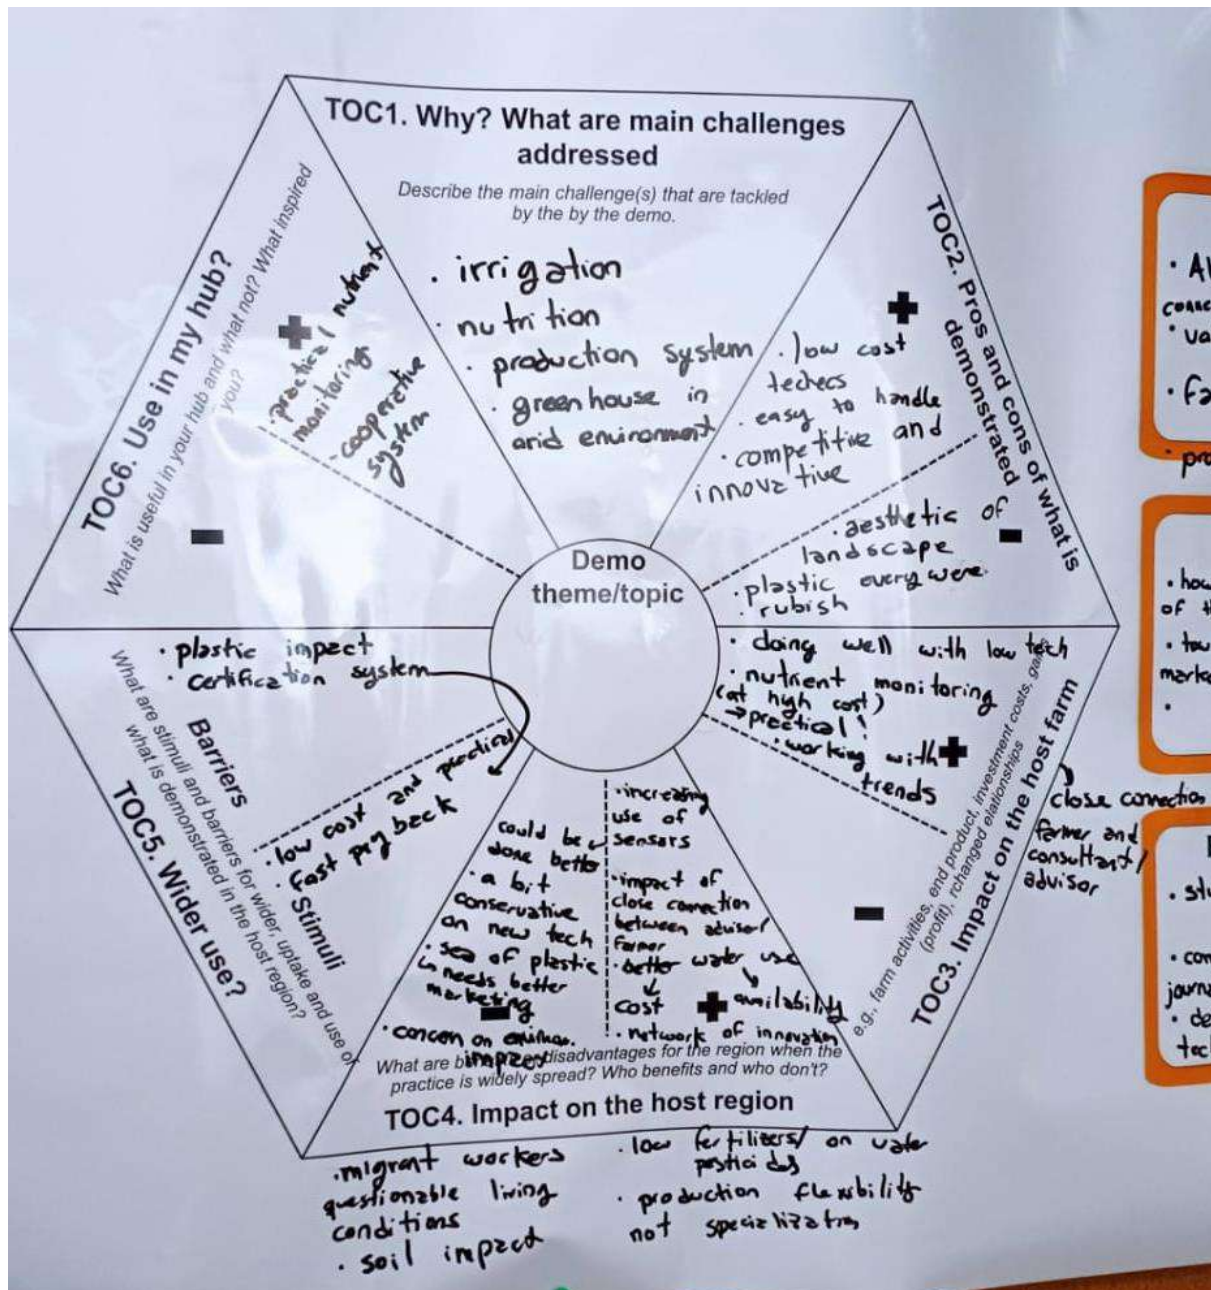 TOC1. Why? What are main challenges
addressed
Describe the main challenge(s) that are tackled
by the by the demo.
· irrigation
· nutrition
· production system
· greenhouse in
arid environment
TOC2. Pros and cons of what is
demonstrated
+
· low cost
techecs
· easy to handle
· competitive and
innovative
-
· aesthetic of
landscape
· plastic every were.
· rubish
TOC3. Impact on the host farm
e.g., farm activities, end product, investment costs, gains
(profit), rchanged elationships
· doing well with low tech
· nutrient monitoring
(at high cost)
→ practical!
· working with
trends
+
-
close connection
farmer and
consultant/
advisor
TOC4. Impact on the host region
What are disadvantages for the region when the
practice is widely spread? Who benefits and who don't?
could be
done better
· a bit
conservative
on new tech
· sea of plastic
needs better
marketing
-
· concern on
impact
· increasing
use of
sensors
· impact of
close connection
between advisor/
farmer
· better water use
cost
+
availability
· network of innovation
· migrant workers
questionable living
conditions
· soil impact
· low fertilizers/ on water
pesticides
· production flexibility
not specialization
TOC5. Wider use?
What are stimuli and barriers for wider, uptake and use of
what is demonstrated in the host region?
Barriers
· plastic impact
· certification system
Stimuli
· low cost and practical
· fast pay back
TOC6. Use in my hub?
What is useful in your hub and what not? What inspired
you?
+
· practical nutrient
monitoring
- cooperative
system
-
Demo
theme/topic
· how
of